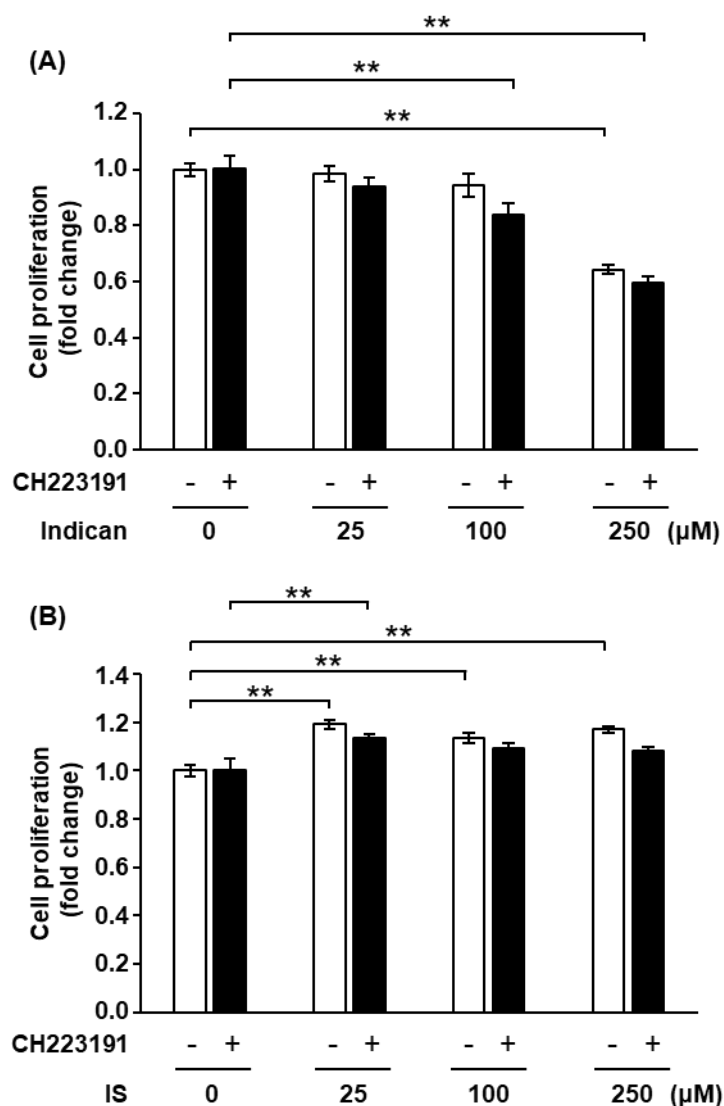 **
(A)
**
**
1.2
1.0
0.8
0.6
0.4
0.2
0.0
Cell proliferation
(fold change)
CH223191 - + - + - + - +
Indican 0 25 100 250 (µM)
(B)
**
**
**
**
1.4
1.2
1.0
0.8
0.6
0.4
0.2
0.0
Cell proliferation
(fold change)
CH223191 - + - + - + - +
IS 0 25 100 250 (µM)